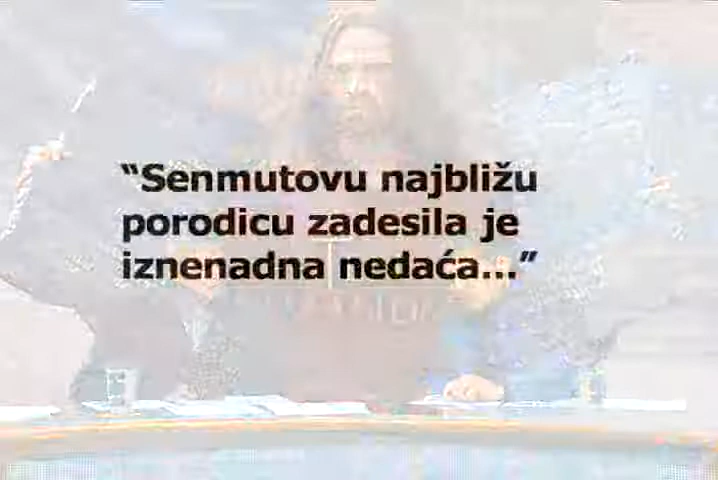 “Senmutovu najbližu
porodicu zadesila je
iznenadna nedaća...”